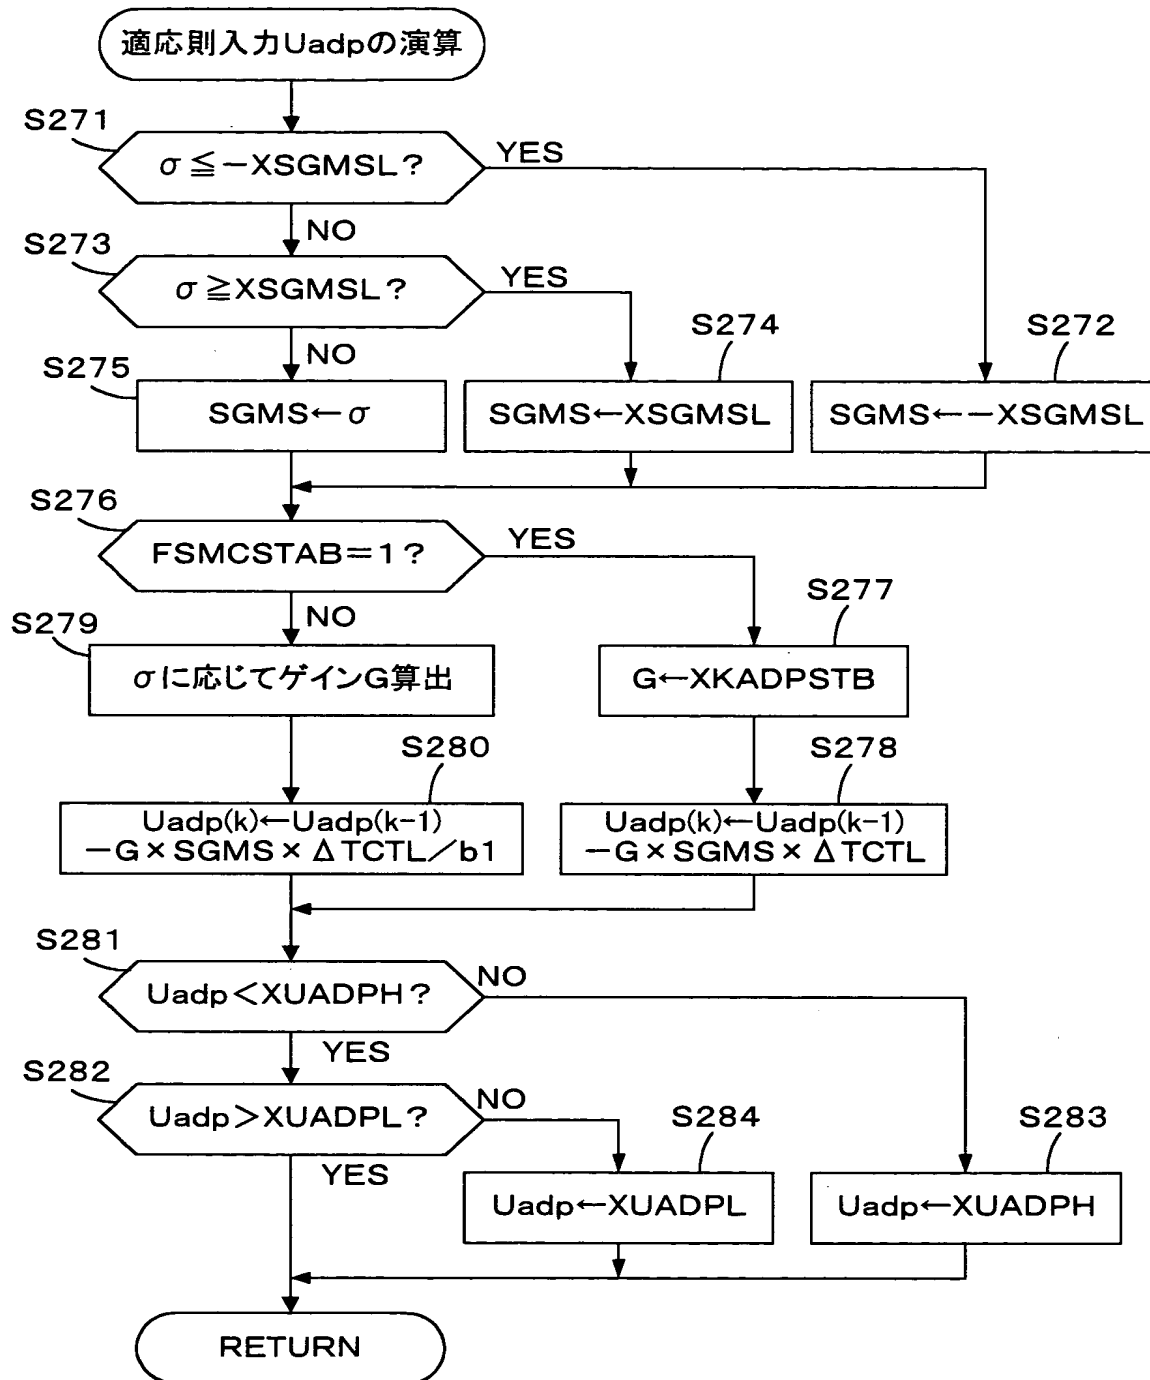 適応則入力Uadpの演算
S271
σ≦－XSGMSL？
YES
NO
S273
σ≧XSGMSL？
YES
NO
S274
S272
S275
SGMS←σ
SGMS←XSGMSL
SGMS←－XSGMSL
S276
FSMCSTAB＝1？
YES
NO
S277
S279
σに応じてゲインG算出
G←XKADPSTB
S280
S278
Uadp(k)←Uadp(k-1)
－G×SGMS×ΔTCTL／b1
Uadp(k)←Uadp(k-1)
－G×SGMS×ΔTCTL
S281
Uadp＜XUADPH？
NO
YES
S282
Uadp＞XUADPL？
NO
YES
S284
S283
Uadp←XUADPL
Uadp←XUADPH
RETURN